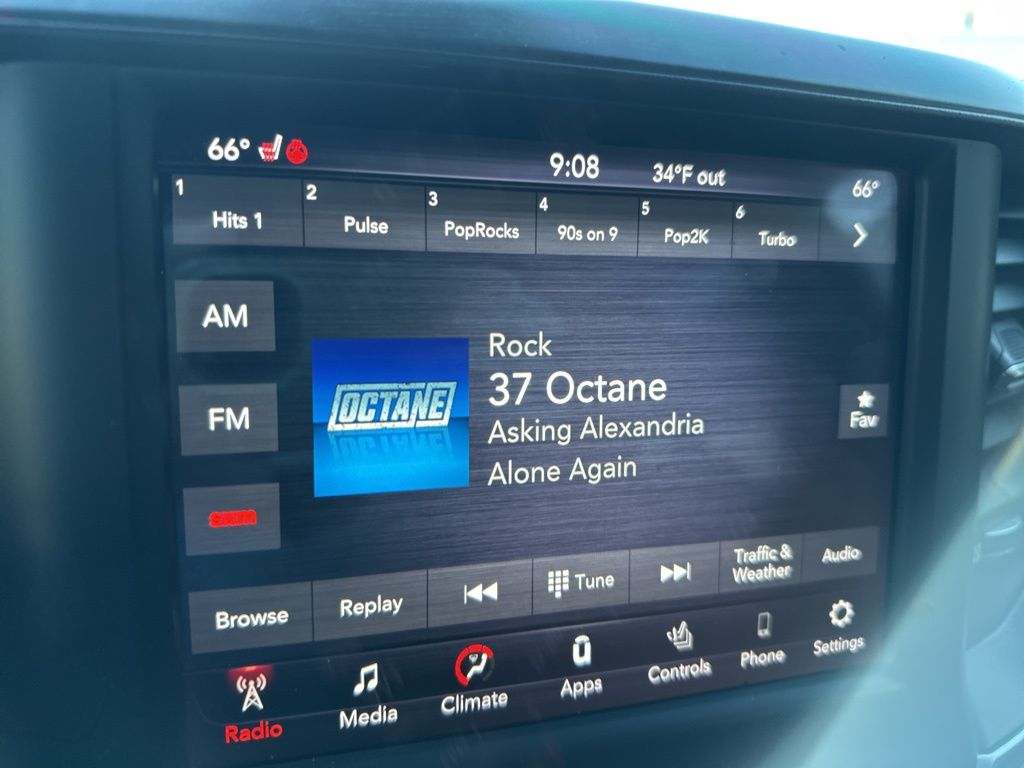 66° 9:08 34°F out 66°
1 Hits 1
2 Pulse
3 PopRocks
4 90s on 9
5 Pop2K
6 Turbo
AM
FM
sxm
OCTANE
Rock
37 Octane
Asking Alexandria
Alone Again
Fav
Browse
Replay
Tune
Traffic &
Weather
Audio
Radio
Media
Climate
Apps
Controls
Phone
Settings